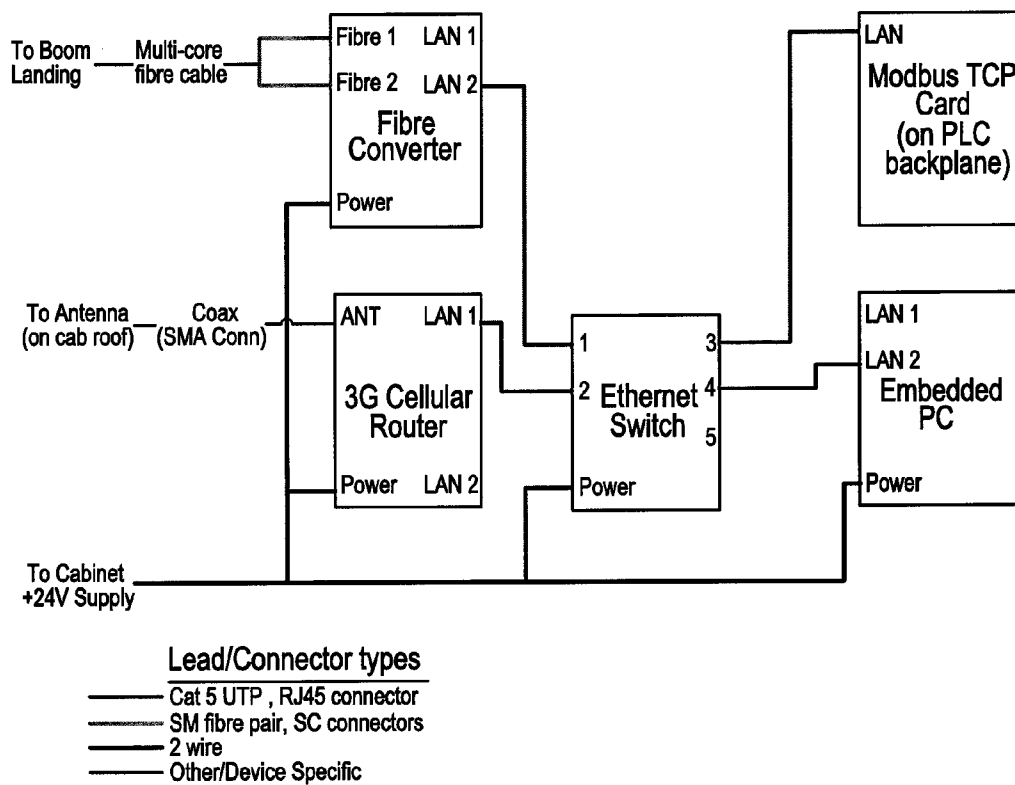 To Boom
Landing
Multi-core
fibre cable
Fibre 1
LAN 1
Fibre 2
LAN 2
Fibre
Converter
Power
LAN
Modbus TCP
Card
(on PLC
backplane)
To Antenna
(on cab roof)
Coax
(SMA Conn)
ANT
LAN 1
3G Cellular
Router
Power
LAN 2
1
2
3
4
5
Ethernet
Switch
Power
LAN 1
LAN 2
Embedded
PC
Power
To Cabinet
+24V Supply
Lead/Connector types
Cat 5 UTP , RJ45 connector
SM fibre pair, SC connectors
2 wire
Other/Device Specific